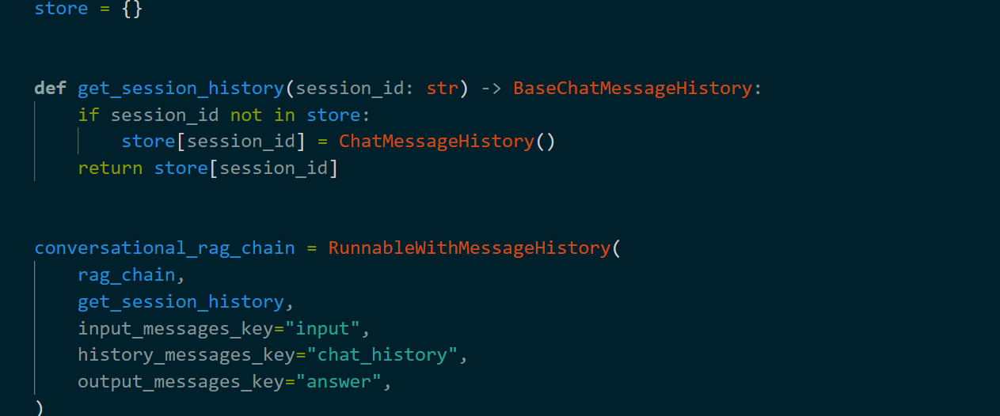 store = {}
def get_session_history(session_id: str) -> BaseChatMessageHistory:
    if session_id not in store:
        store[session_id] = ChatMessageHistory()
    return store[session_id]
conversational_rag_chain = RunnableWithMessageHistory(
    rag_chain,
    get_session_history,
    input_messages_key="input",
    history_messages_key="chat_history",
    output_messages_key="answer",
)